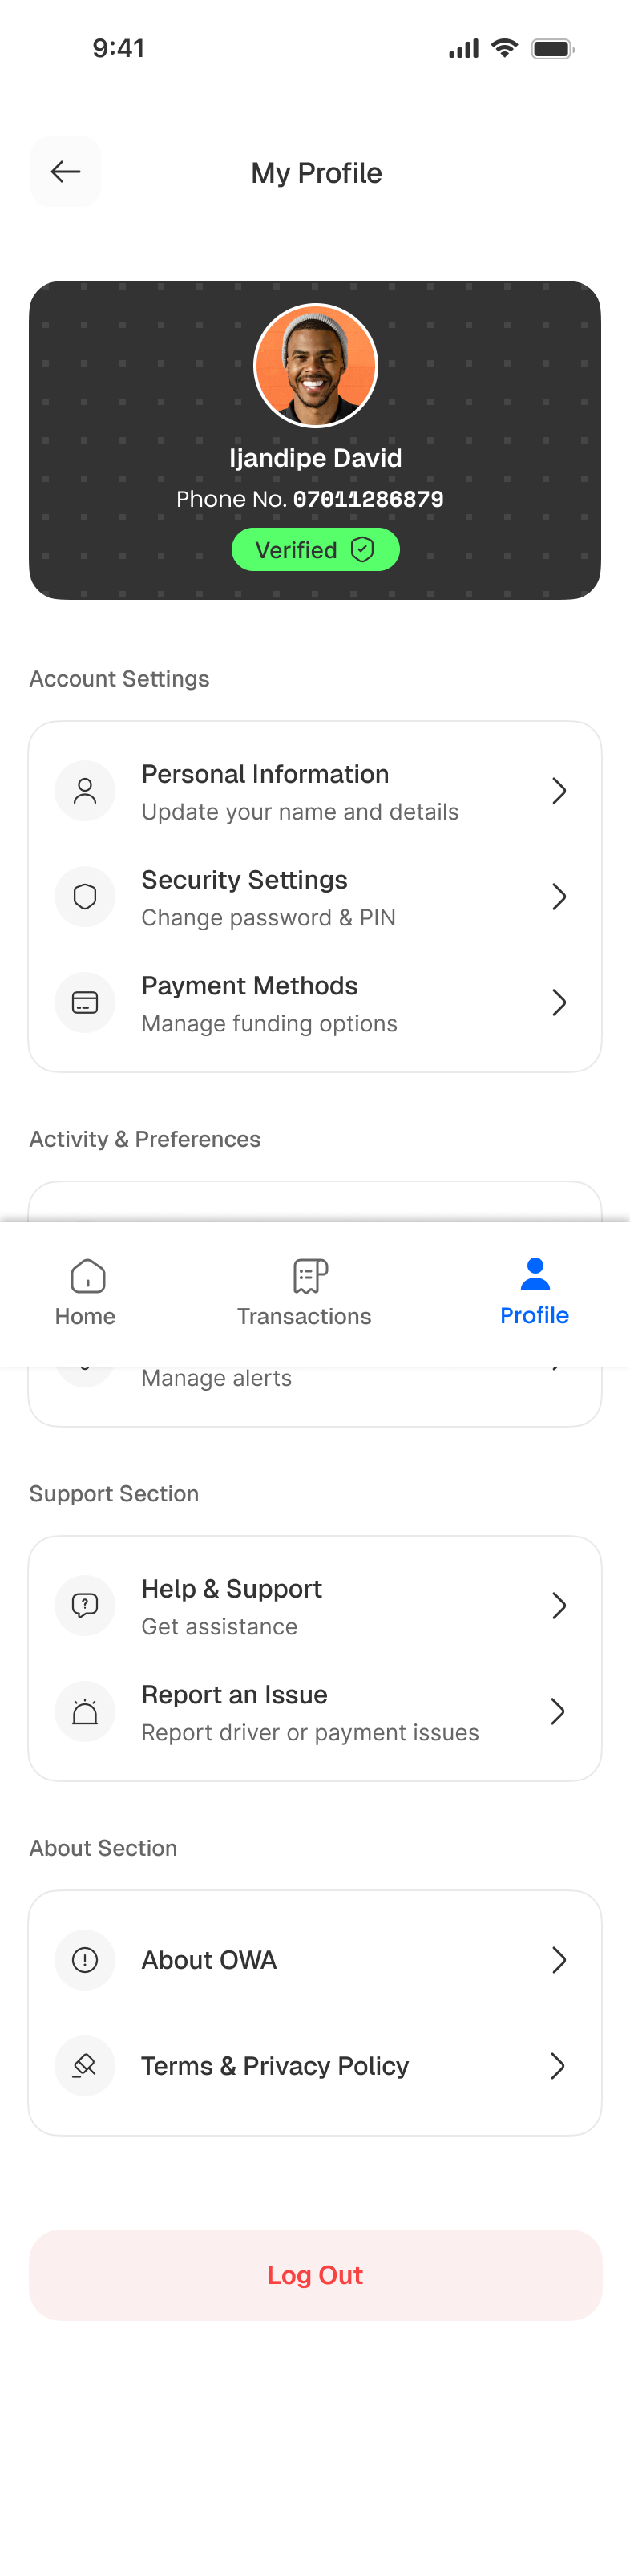 9:41
My Profile
Ijandipe David
Phone No. 07011286879
Verified
Account Settings
Personal Information
Update your name and details
Security Settings
Change password & PIN
Payment Methods
Manage funding options
Activity & Preferences
Home
Transactions
Profile
Manage alerts
Support Section
Help & Support
Get assistance
Report an Issue
Report driver or payment issues
About Section
About OWA
Terms & Privacy Policy
Log Out